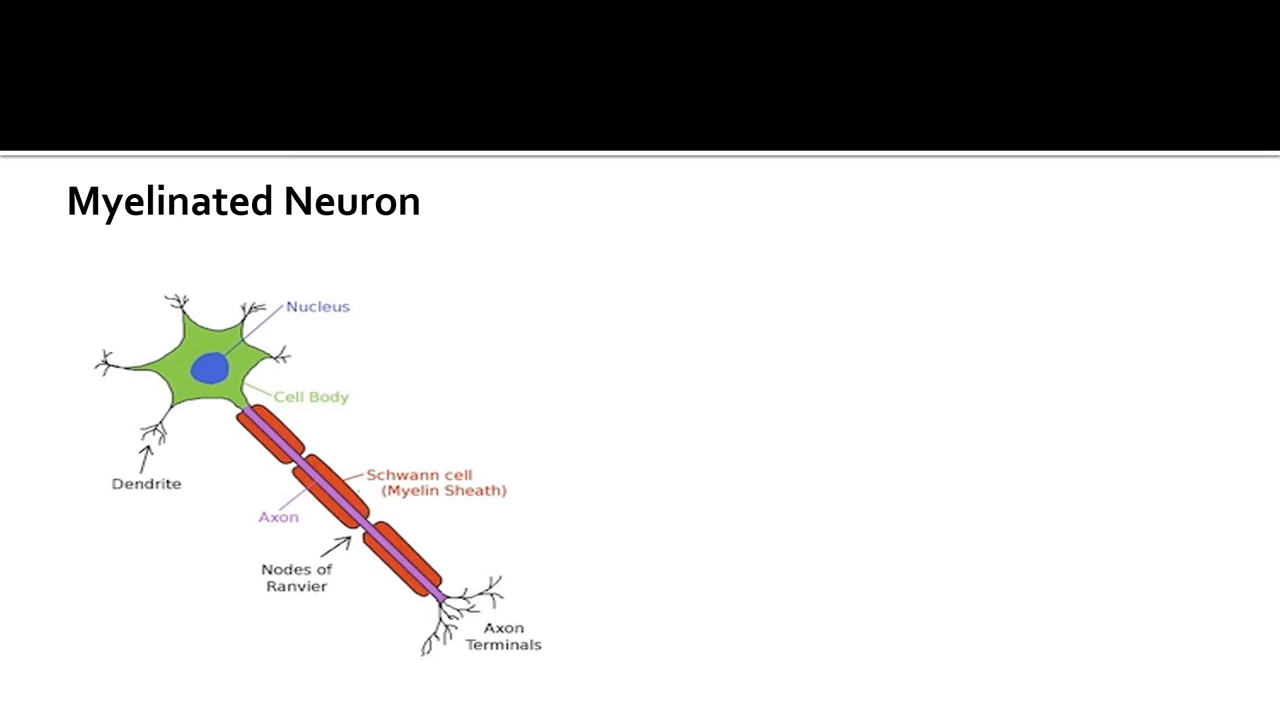 Myelinated Neuron
Nucleus
Cell Body
Dendrite
Schwann cell
(Myelin Sheath)
Axon
Nodes of
Ranvier
Axon
Terminals